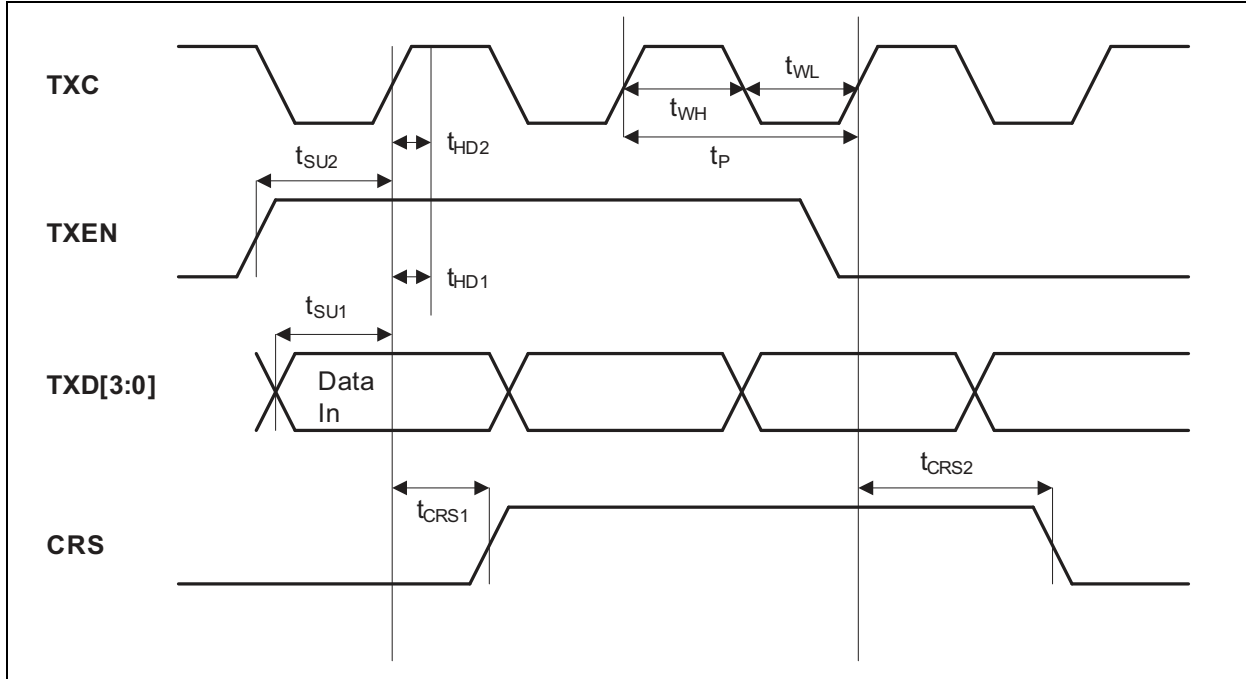 TXC
tWL
tWH
tHD2
tP
tSU2
TXEN
tHD1
tSU1
TXD[3:0]
Data
In
tCRS2
tCRS1
CRS